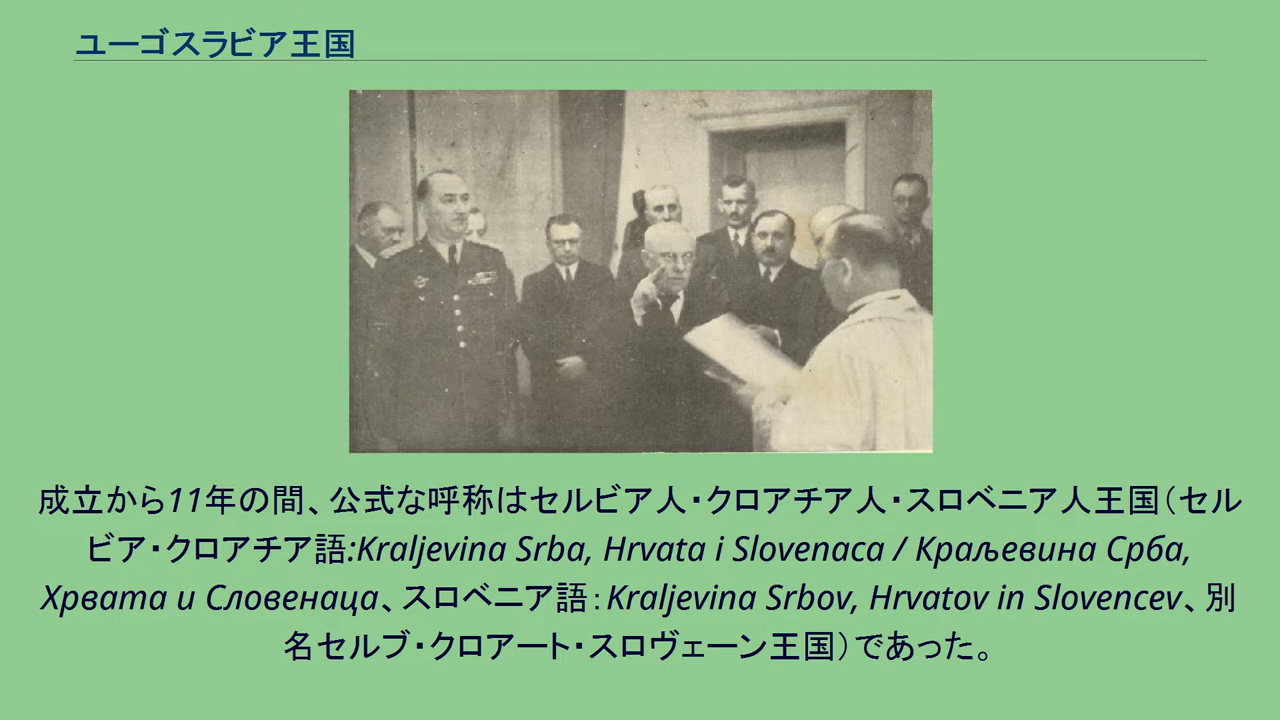 ユーゴスラビア王国
成立から11年の間、公式な呼称はセルビア人・クロアチア人・スロベニア人王国（セル
ビア・クロアチア語:Kraljevina Srba, Hrvata i Slovenaca / Краљевина Срба,
Хрвата и Словенаца、スロベニア語：Kraljevina Srbov, Hrvatov in Slovencev、別
名セルブ・クロアート・スロヴェーン王国）であった。